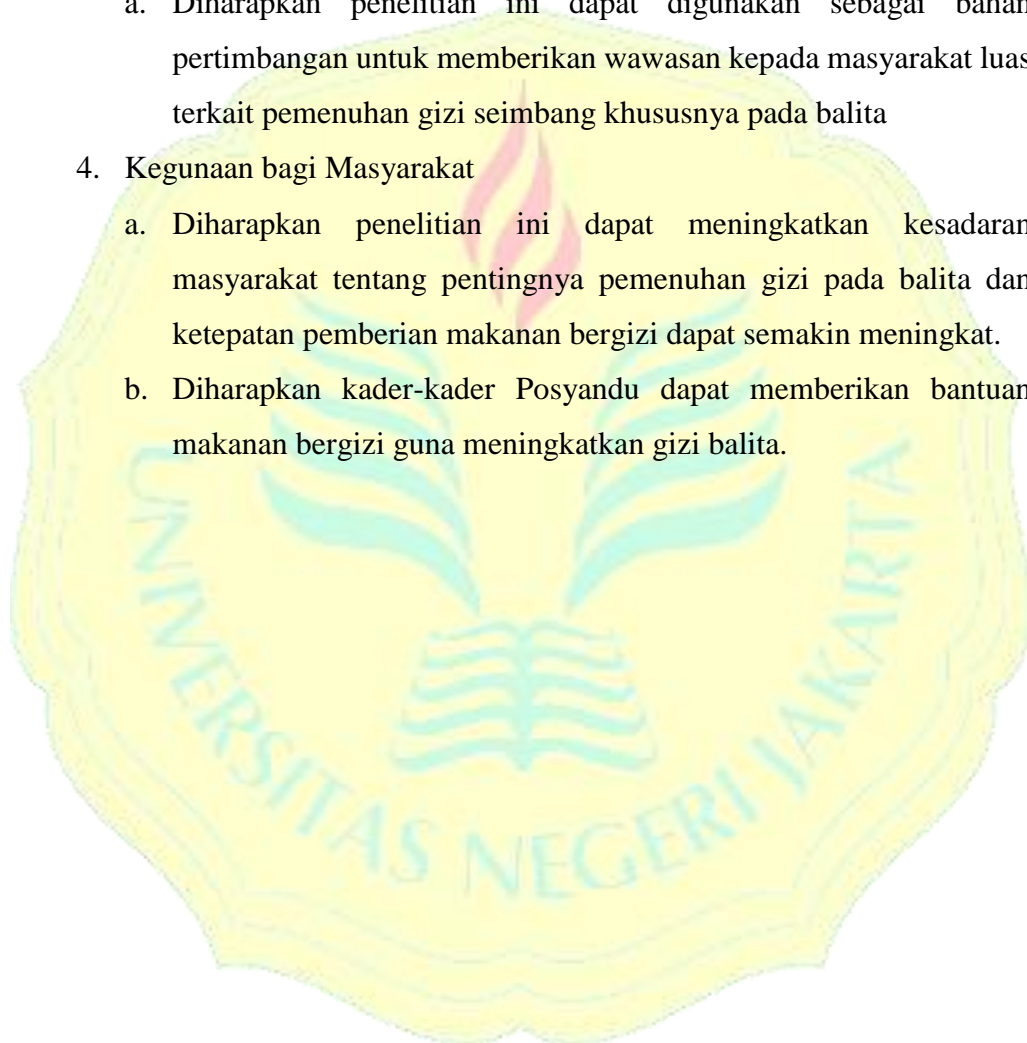 a. Diharapkan penelitian ini dapat digunakan sebagai bahan
pertimbangan untuk memberikan wawasan kepada masyarakat luas
terkait pemenuhan gizi seimbang khususnya pada balita
4. Kegunaan bagi Masyarakat
a. Diharapkan penelitian ini dapat meningkatkan kesadaran
masyarakat tentang pentingnya pemenuhan gizi pada balita dan
ketepatan pemberian makanan bergizi dapat semakin meningkat.
b. Diharapkan kader-kader Posyandu dapat memberikan bantuan
makanan bergizi guna meningkatkan gizi balita.
UNIVERSITAS NEGERI JAKARTA